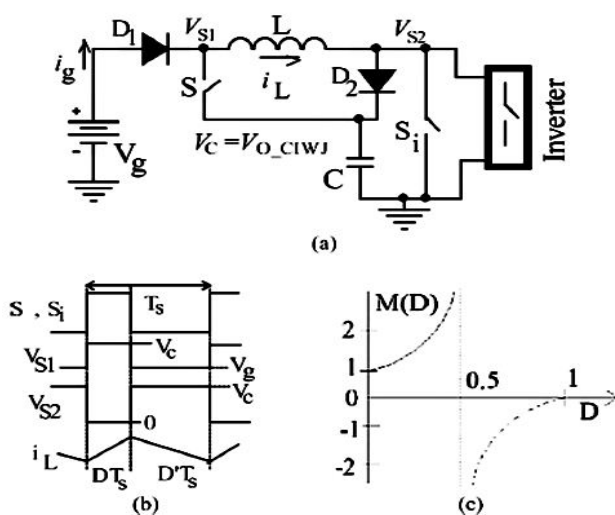 D1
VS1
L
VS2
ig
S
iL
D2
Si
Inverter
+
-
Vg
VC = VO_CIWJ
C
(a)
S , Si
Ts
VS1
Vc
Vg
VS2
Vc
0
iL
DTs
D'Ts
(b)
M(D)
2
1
0
-1
-2
0.5
1
D
(c)